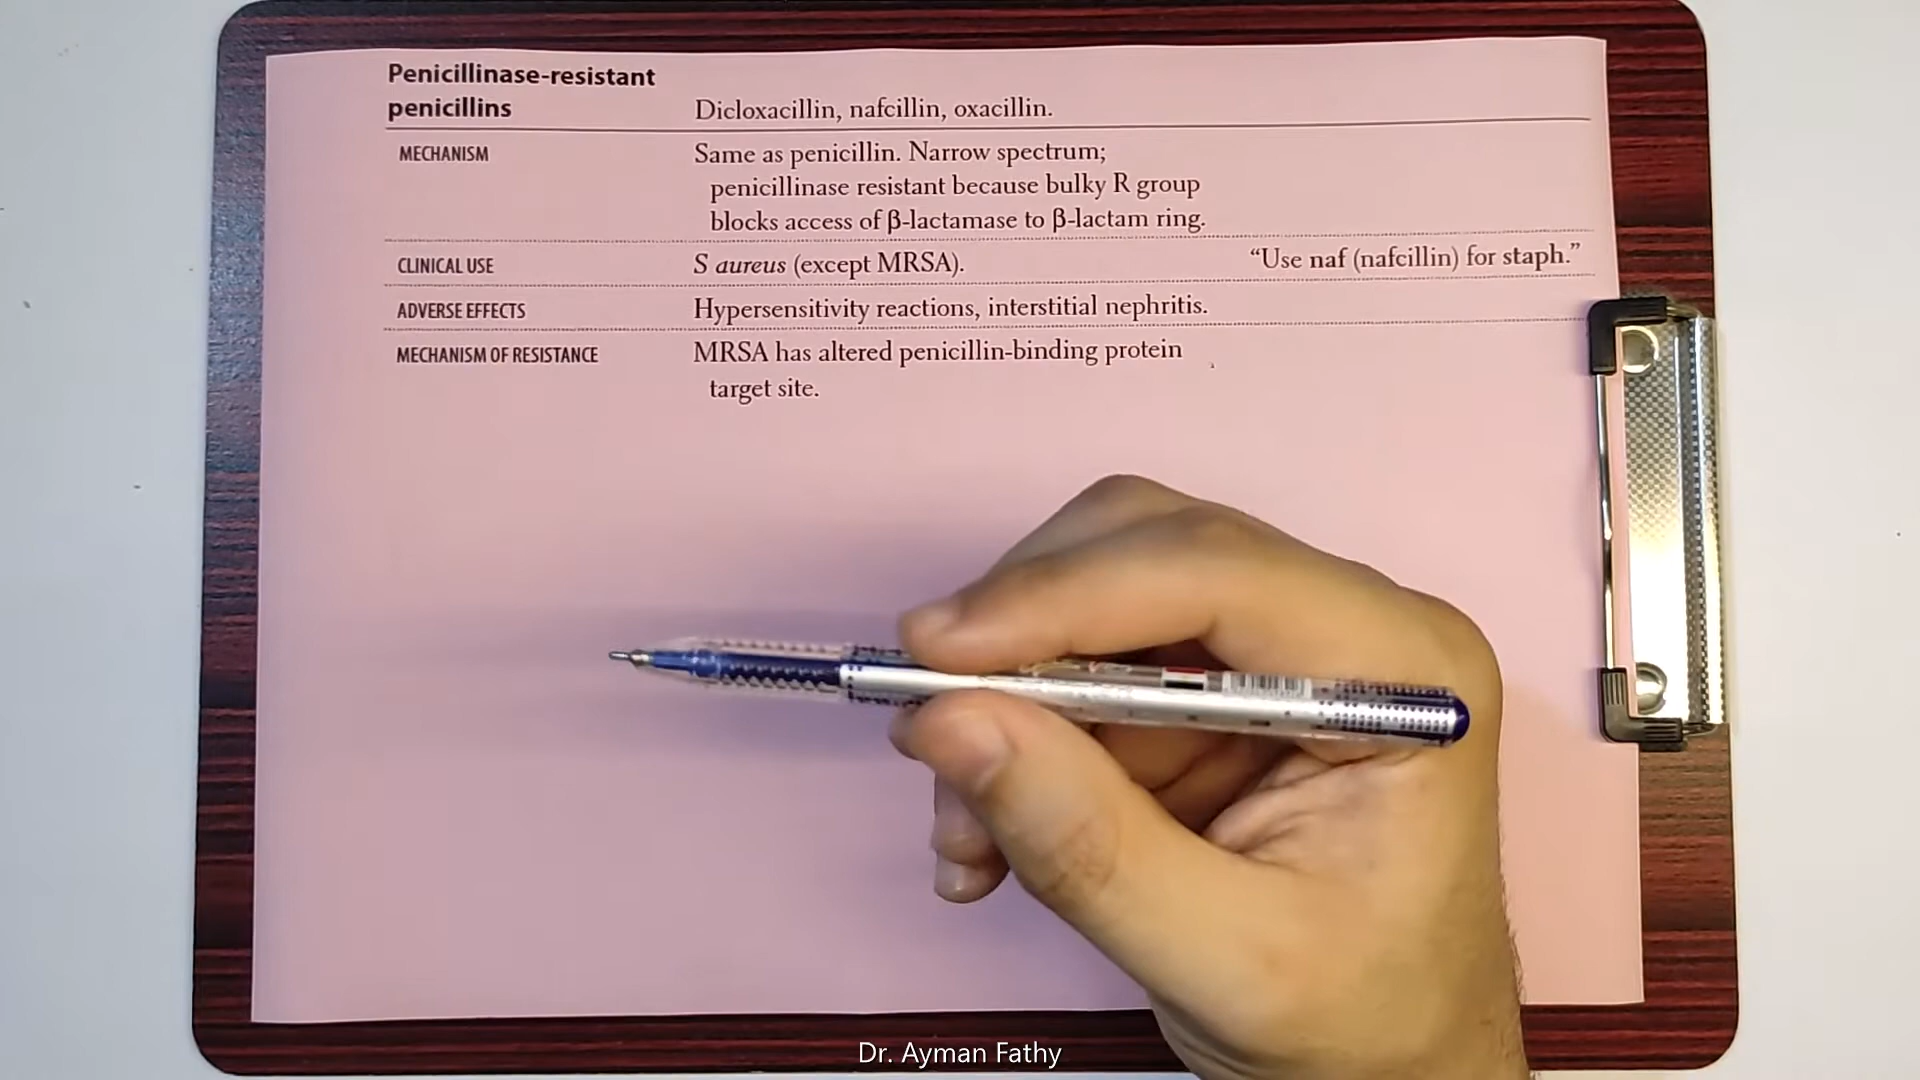 Penicillinase-resistant
penicillins
Dicloxacillin, nafcillin, oxacillin.
MECHANISM
Same as penicillin. Narrow spectrum;
penicillinase resistant because bulky R group
blocks access of β-lactamase to β-lactam ring.
CLINICAL USE
S aureus (except MRSA).
“Use naf (nafcillin) for staph.”
ADVERSE EFFECTS
Hypersensitivity reactions, interstitial nephritis.
MECHANISM OF RESISTANCE
MRSA has altered penicillin-binding protein
target site.
Dr. Ayman Fathy